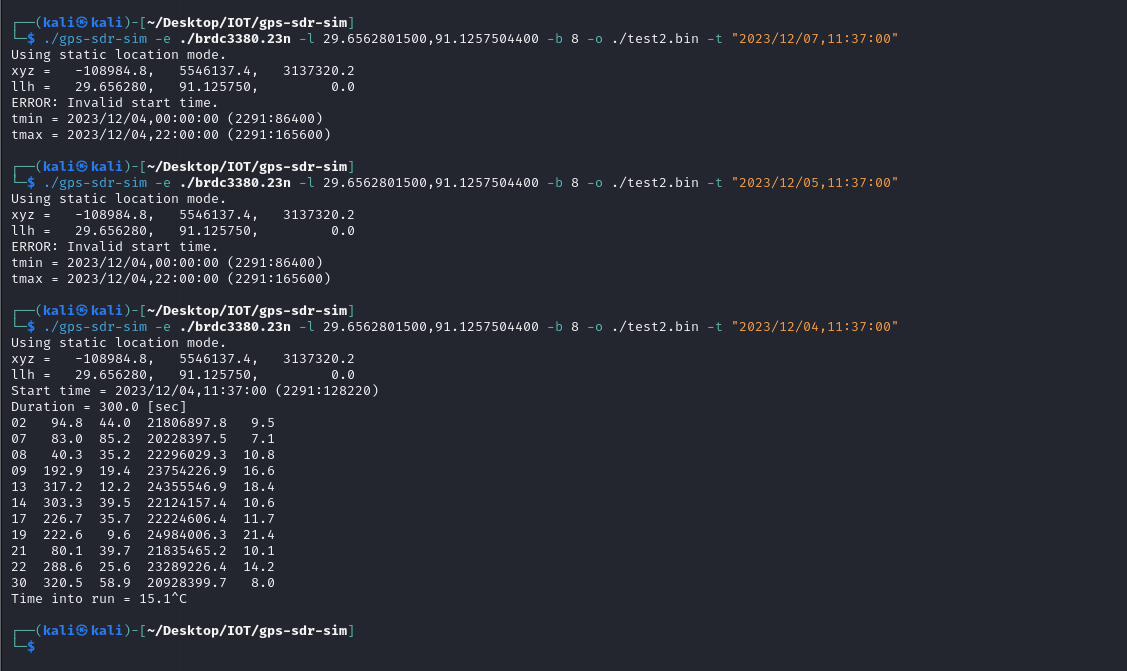 ┌──(kali㉿kali)-[~/Desktop/IOT/gps-sdr-sim]
└─$ ./gps-sdr-sim -e ./brdc3380.23n -l 29.6562801500,91.1257504400 -b 8 -o ./test2.bin -t "2023/12/07,11:37:00"
Using static location mode.
xyz =   -108984.8,   5546137.4,   3137320.2
llh =   29.656280,   91.125750,         0.0
ERROR: Invalid start time.
tmin = 2023/12/04,00:00:00 (2291:86400)
tmax = 2023/12/04,22:00:00 (2291:165600)
┌──(kali㉿kali)-[~/Desktop/IOT/gps-sdr-sim]
└─$ ./gps-sdr-sim -e ./brdc3380.23n -l 29.6562801500,91.1257504400 -b 8 -o ./test2.bin -t "2023/12/05,11:37:00"
Using static location mode.
xyz =   -108984.8,   5546137.4,   3137320.2
llh =   29.656280,   91.125750,         0.0
ERROR: Invalid start time.
tmin = 2023/12/04,00:00:00 (2291:86400)
tmax = 2023/12/04,22:00:00 (2291:165600)
┌──(kali㉿kali)-[~/Desktop/IOT/gps-sdr-sim]
└─$ ./gps-sdr-sim -e ./brdc3380.23n -l 29.6562801500,91.1257504400 -b 8 -o ./test2.bin -t "2023/12/04,11:37:00"
Using static location mode.
xyz =   -108984.8,   5546137.4,   3137320.2
llh =   29.656280,   91.125750,         0.0
Start time = 2023/12/04,11:37:00 (2291:128220)
Duration = 300.0 [sec]
02   94.8  44.0  21806897.8   9.5
07   83.0  85.2  20228397.5   7.1
08   40.3  35.2  22296029.3  10.8
09  192.9  19.4  23754226.9  16.6
13  317.2  12.2  24355546.9  18.4
14  303.3  39.5  22124157.4  10.6
17  226.7  35.7  22224606.4  11.7
19  222.6   9.6  24984006.3  21.4
21   80.1  39.7  21835465.2  10.1
22  288.6  25.6  23289226.4  14.2
30  320.5  58.9  20928399.7   8.0
Time into run = 15.1^C
┌──(kali㉿kali)-[~/Desktop/IOT/gps-sdr-sim]
└─$